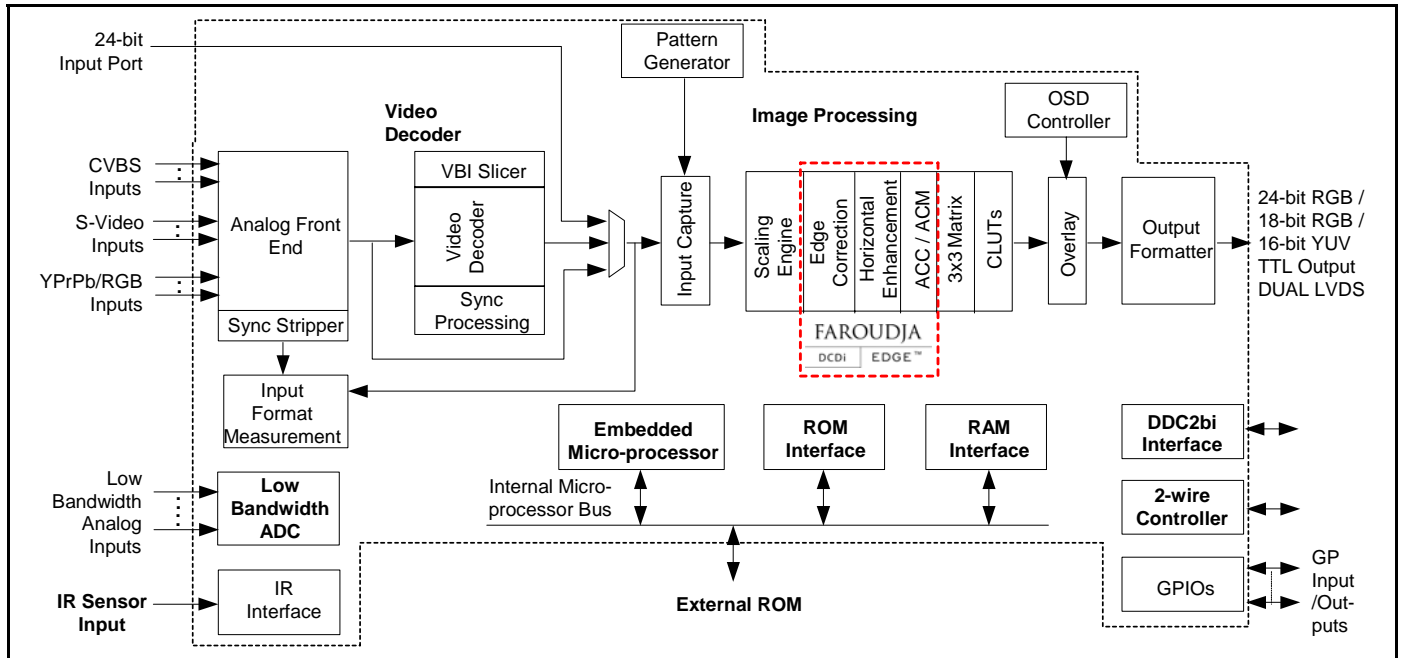 24-bit
Input Port
Pattern
Generator
OSD
Controller
Video
Decoder
Image Processing
CVBS
Inputs
S-Video
Inputs
YPrPb/RGB
Inputs
Analog Front
End
Sync Stripper
VBI Slicer
Video
Decoder
Sync
Processing
Input Capture
Scaling
Engine
Edge
Correction
Horizontal
Enhancement
ACC / ACM
3x3 Matrix
CLUTs
FAROUDJA
DCDi EDGE™
Overlay
Output
Formatter
24-bit RGB /
18-bit RGB /
16-bit YUV
TTL Output
DUAL LVDS
Input
Format
Measurement
Embedded
Micro-processor
ROM
Interface
RAM
Interface
DDC2bi
Interface
Low
Bandwidth
Analog
Inputs
Low
Bandwidth
ADC
Internal Micro-
processor Bus
2-wire
Controller
IR Sensor
Input
IR
Interface
External ROM
GPIOs
GP
Input
/Out-
puts